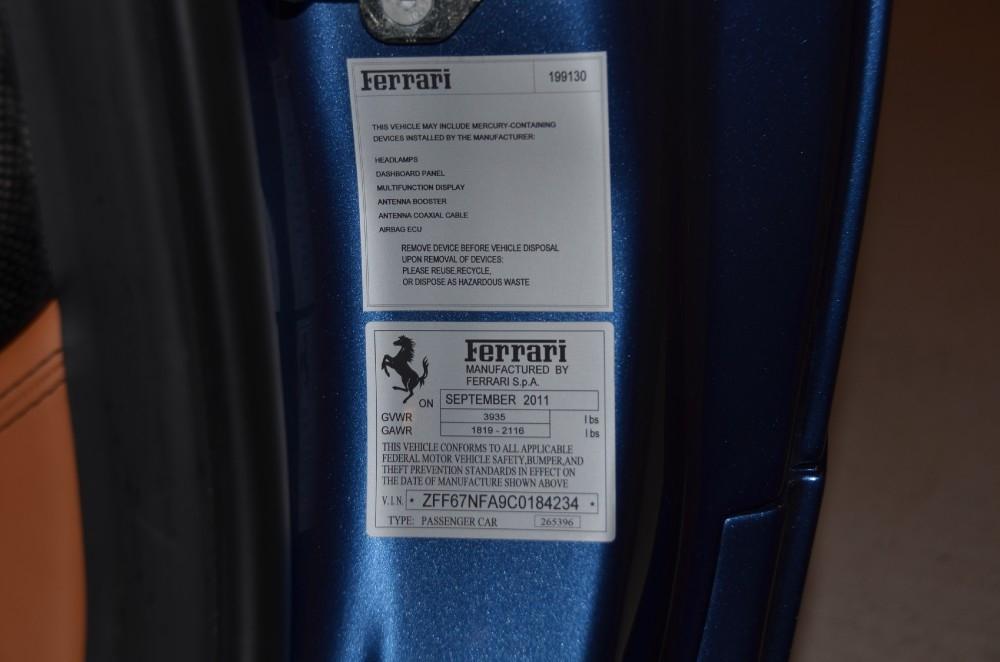 Ferrari 199130
THIS VEHICLE MAY INCLUDE MERCURY-CONTAINING
DEVICES INSTALLED BY THE MANUFACTURER:
HEADLAMPS
DASHBOARD PANEL
MULTIFUNCTION DISPLAY
ANTENNA BOOSTER
ANTENNA COAXIAL CABLE
AIRBAG ECU
REMOVE DEVICE BEFORE VEHICLE DISPOSAL
UPON REMOVAL OF DEVICES:
PLEASE REUSE,RECYCLE,
OR DISPOSE AS HAZARDOUS WASTE
Ferrari
MANUFACTURED BY
FERRARI S.p.A.
ON SEPTEMBER 2011
GVWR 3935 lbs
GAWR 1819 - 2116 lbs
THIS VEHICLE CONFORMS TO ALL APPLICABLE
FEDERAL MOTOR VEHICLE SAFETY,BUMPER,AND
THEFT PREVENTION STANDARDS IN EFFECT ON
THE DATE OF MANUFACTURE SHOWN ABOVE
V.I.N. * ZFF67NFA9C0184234 *
TYPE: PASSENGER CAR 265396